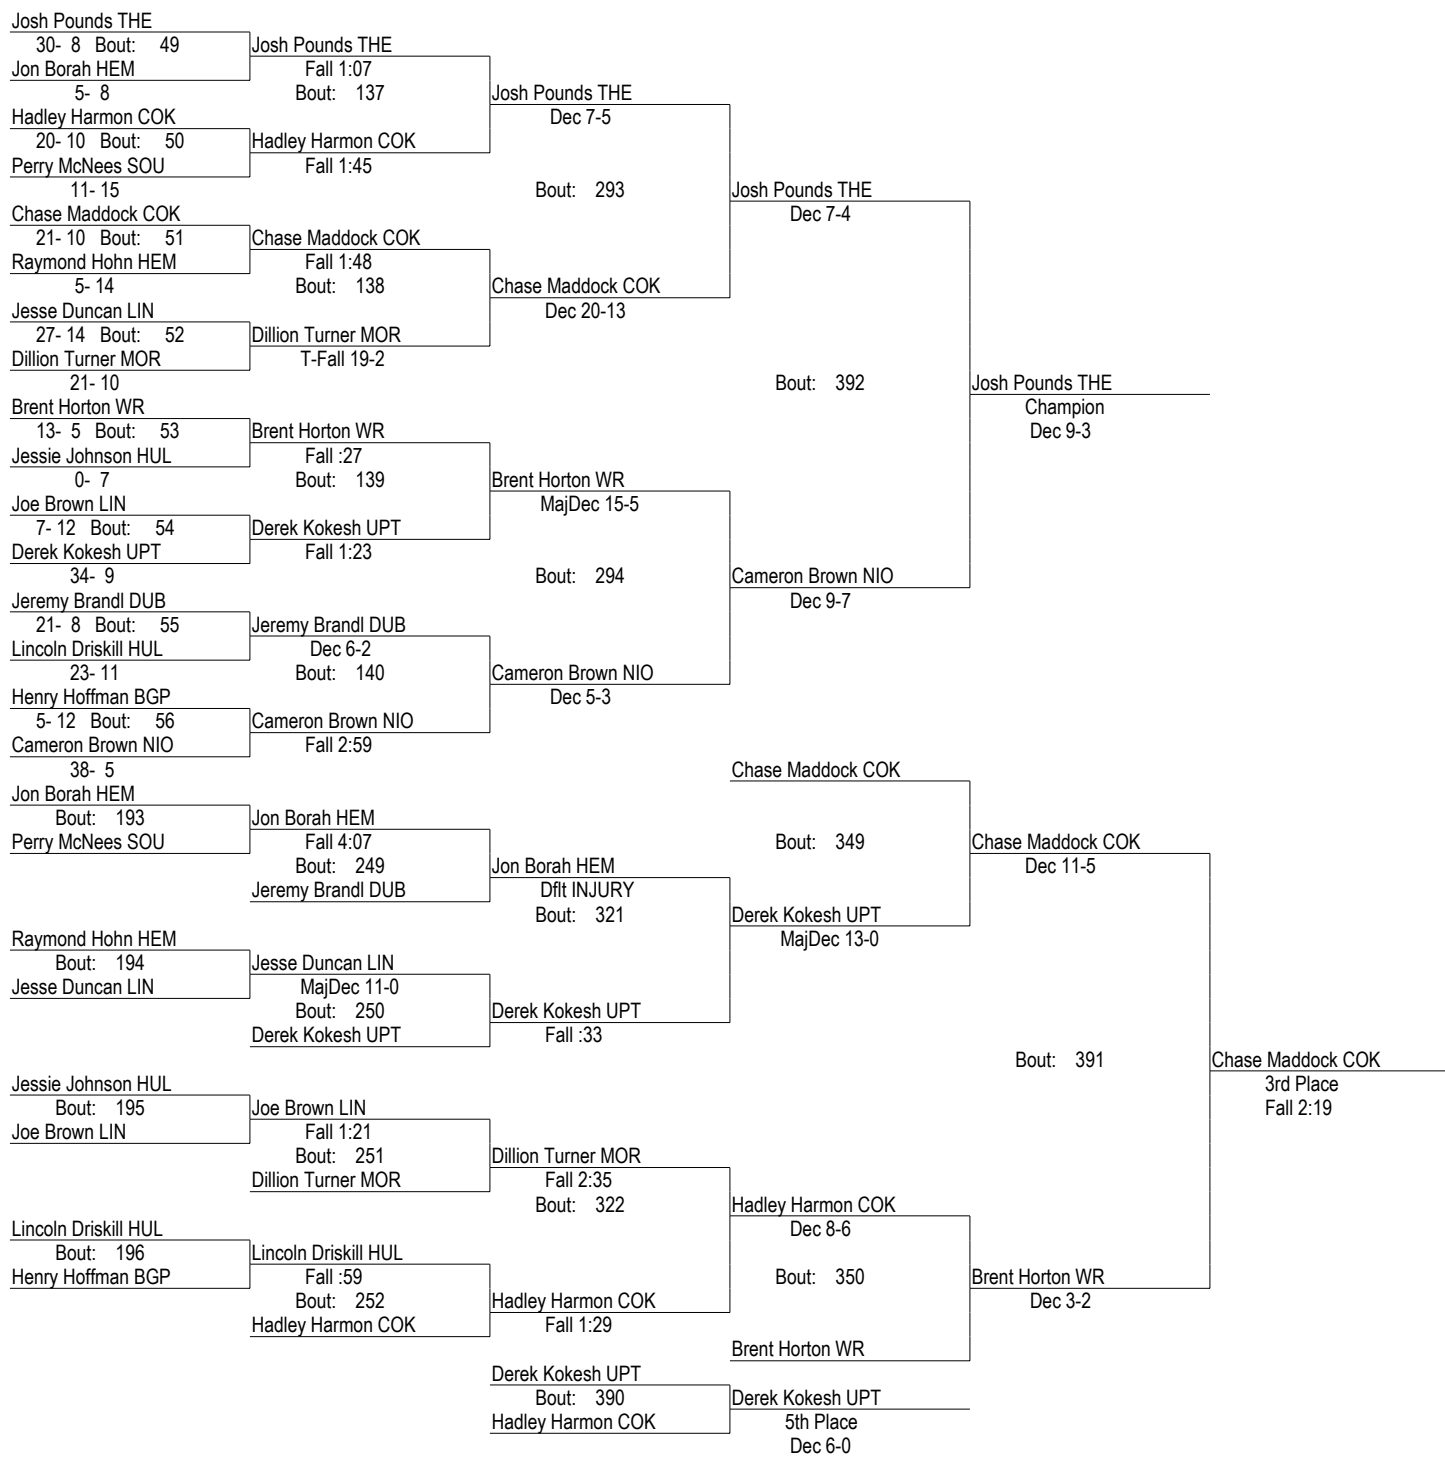 Josh Pounds THE
30- 8 Bout: 49 Josh Pounds THE
Jon Borah HEM Fall 1:07
5- 8 Bout: 137 Josh Pounds THE
Hadley Harmon COK Dec 7-5
20- 10 Bout: 50 Hadley Harmon COK
Perry McNees SOU Fall 1:45
11- 15 Bout: 293 Josh Pounds THE
Chase Maddock COK Dec 7-4
21- 10 Bout: 51 Chase Maddock COK
Raymond Hohn HEM Fall 1:48
5- 14 Bout: 138 Chase Maddock COK
Jesse Duncan LIN Dec 20-13
27- 14 Bout: 52 Dillion Turner MOR
Dillion Turner MOR T-Fall 19-2
21- 10 Bout: 392 Josh Pounds THE
Brent Horton WR Champion
13- 5 Bout: 53 Brent Horton WR Dec 9-3
Jessie Johnson HUL Fall :27
0- 7 Bout: 139 Brent Horton WR
Joe Brown LIN MajDec 15-5
7- 12 Bout: 54 Derek Kokesh UPT
Derek Kokesh UPT Fall 1:23
34- 9 Bout: 294 Cameron Brown NIO
Jeremy Brandl DUB Dec 9-7
21- 8 Bout: 55 Jeremy Brandl DUB
Lincoln Driskill HUL Dec 6-2
23- 11 Bout: 140 Cameron Brown NIO
Henry Hoffman BGP Dec 5-3
5- 12 Bout: 56 Cameron Brown NIO
Cameron Brown NIO Fall 2:59
38- 5 Chase Maddock COK
Jon Borah HEM
Bout: 193 Jon Borah HEM
Perry McNees SOU Fall 4:07 Bout: 349 Chase Maddock COK
Bout: 249 Jon Borah HEM Dec 11-5
Jeremy Brandl DUB Dflt INJURY
Bout: 321 Derek Kokesh UPT
Raymond Hohn HEM MajDec 13-0
Bout: 194 Jesse Duncan LIN
Jesse Duncan LIN MajDec 11-0
Bout: 250 Derek Kokesh UPT
Derek Kokesh UPT Fall :33
Bout: 391 Chase Maddock COK
Jessie Johnson HUL 3rd Place
Bout: 195 Joe Brown LIN Fall 2:19
Joe Brown LIN Fall 1:21
Bout: 251 Dillion Turner MOR
Dillion Turner MOR Fall 2:35
Bout: 322 Hadley Harmon COK
Lincoln Driskill HUL Dec 8-6
Bout: 196 Lincoln Driskill HUL
Henry Hoffman BGP Fall :59 Bout: 350 Brent Horton WR
Bout: 252 Hadley Harmon COK Dec 3-2
Hadley Harmon COK Fall 1:29
Brent Horton WR
Derek Kokesh UPT
Bout: 390 Derek Kokesh UPT
Hadley Harmon COK 5th Place
Dec 6-0